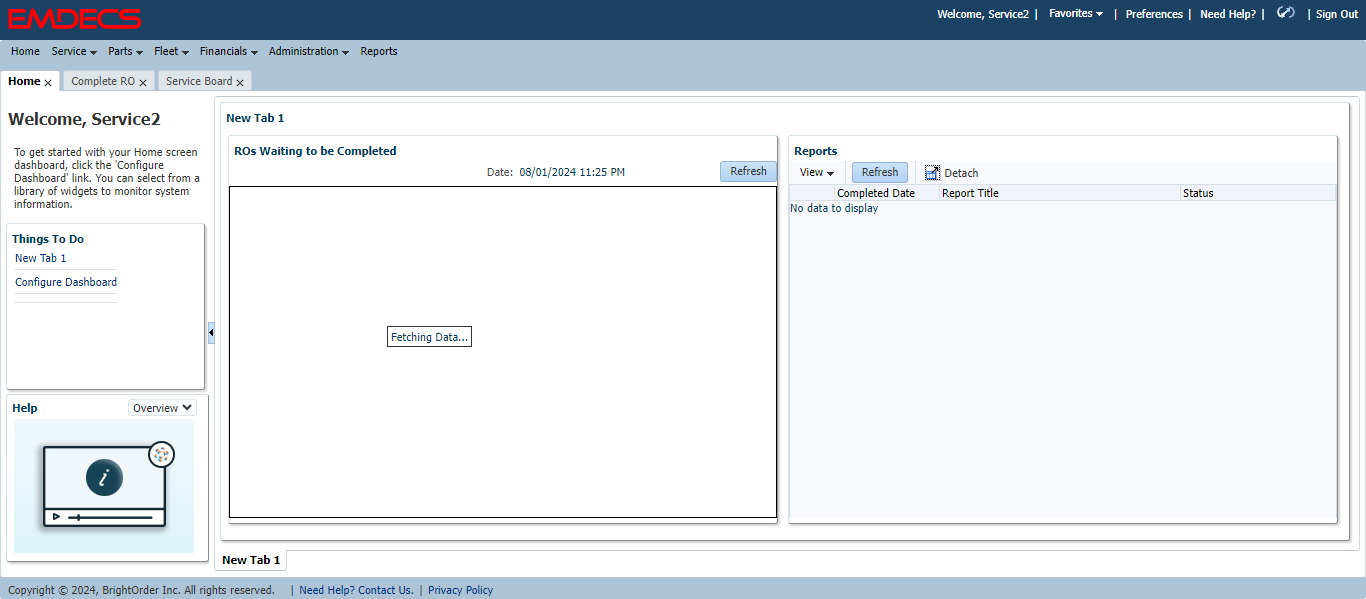 EMDECS
Welcome, Service2 | Favorites | Preferences | Need Help? | | Sign Out
Home Service Parts Fleet Financials Administration Reports
Home x Complete RO x Service Board x
Welcome, Service2
To get started with your Home screen
dashboard, click the 'Configure
Dashboard' link. You can select from a
library of widgets to monitor system
information.
Things To Do
New Tab 1
Configure Dashboard
Help Overview
i
New Tab 1
ROs Waiting to be Completed
Date: 08/01/2024 11:25 PM Refresh
Fetching Data...
Reports
View Refresh Detach
Completed Date Report Title Status
No data to display
New Tab 1
Copyright © 2024, BrightOrder Inc. All rights reserved. | Need Help? Contact Us. | Privacy Policy